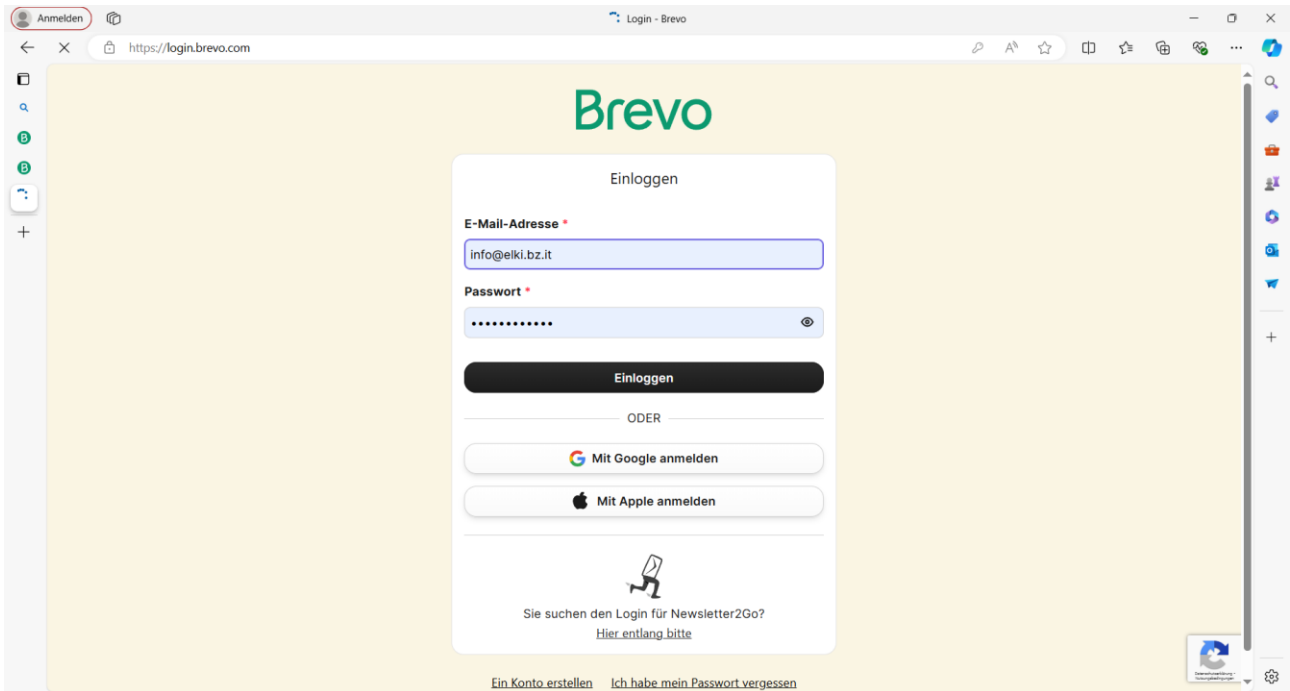 Anmelden
Login - Brevo
https://login.brevo.com
Brevo
Einloggen
E-Mail-Adresse *
info@elki.bz.it
Passwort *
••••••••••••
Einloggen
ODER
Mit Google anmelden
Mit Apple anmelden
Sie suchen den Login für Newsletter2Go?
Hier entlang bitte
Ein Konto erstellen Ich habe mein Passwort vergessen